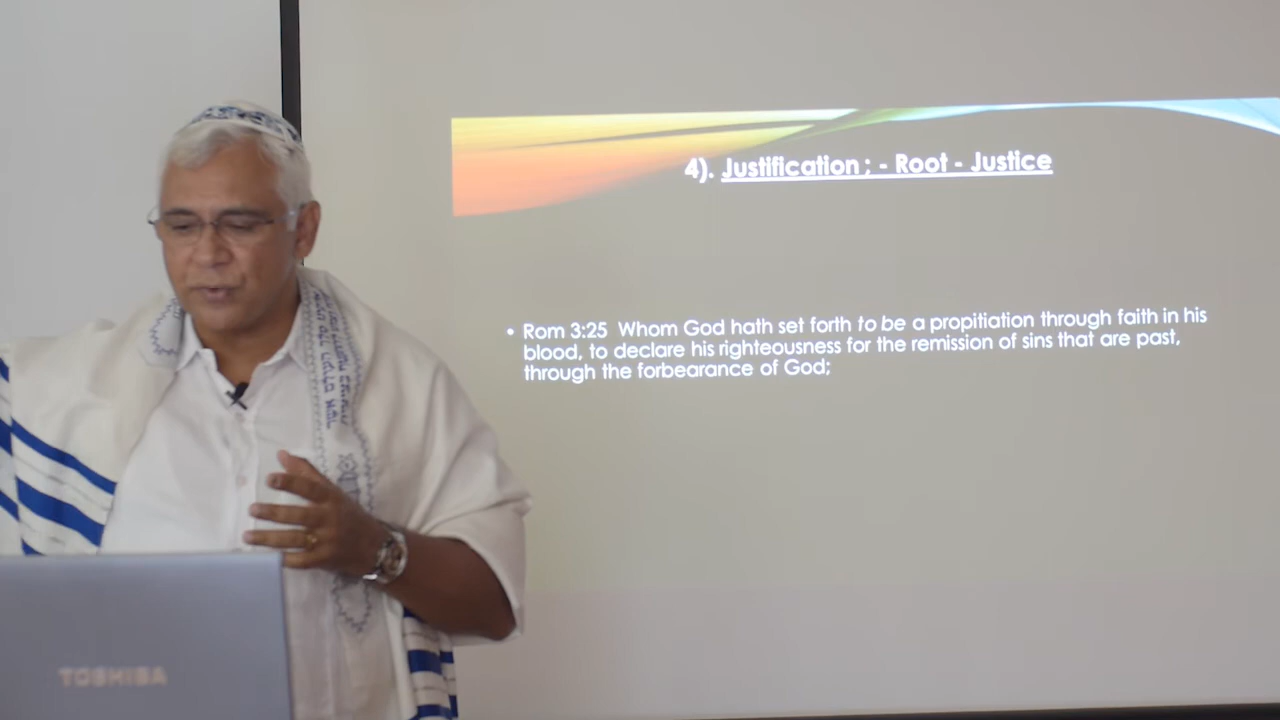 4). Justification ; - Root - Justice
• Rom 3:25 Whom God hath set forth to be a propitiation through faith in his
blood, to declare his righteousness for the remission of sins that are past,
through the forbearance of God;
TOSHIBA